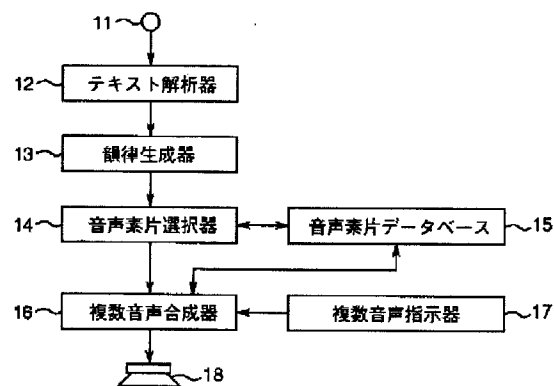 11
12 テキスト解析器
13 韻律生成器
14 音声素片選択器 音声素片データベース 15
16 複数音声合成器 複数音声指示器 17
18